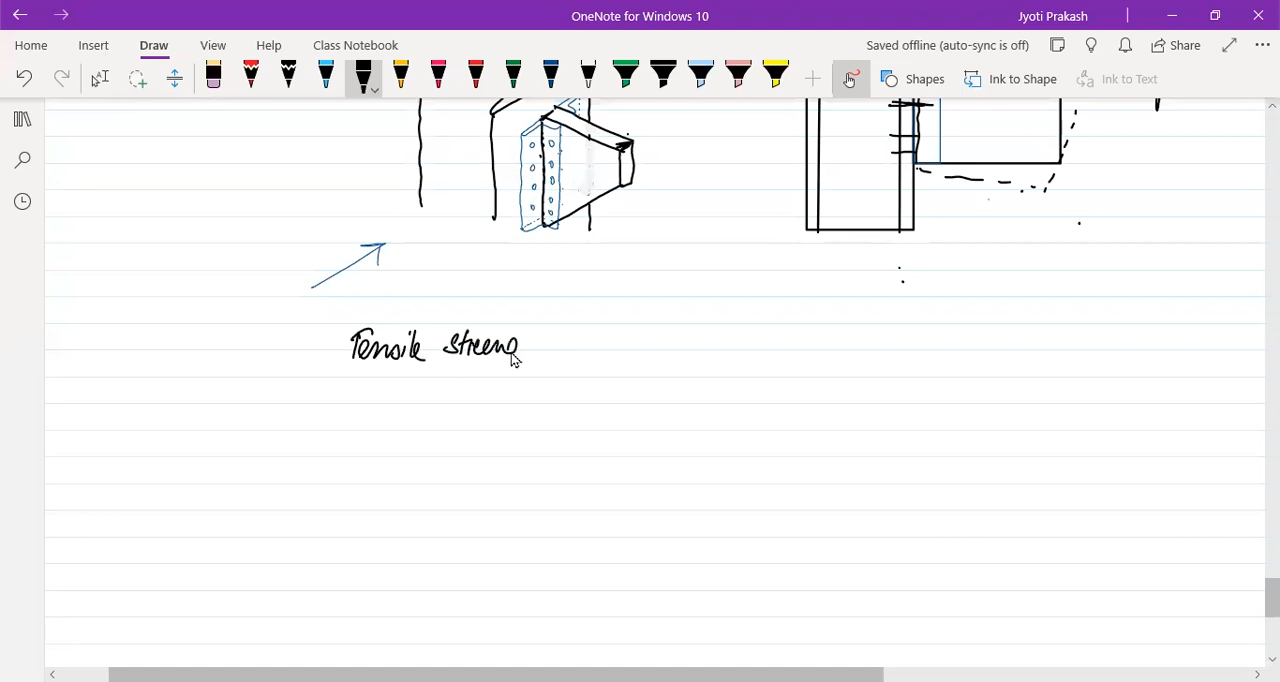 OneNote for Windows 10
Jyoti Prakash
Home Insert Draw View Help Class Notebook
Saved offline (auto-sync is off) Share
Shapes Ink to Shape Ink to Text
Tensile